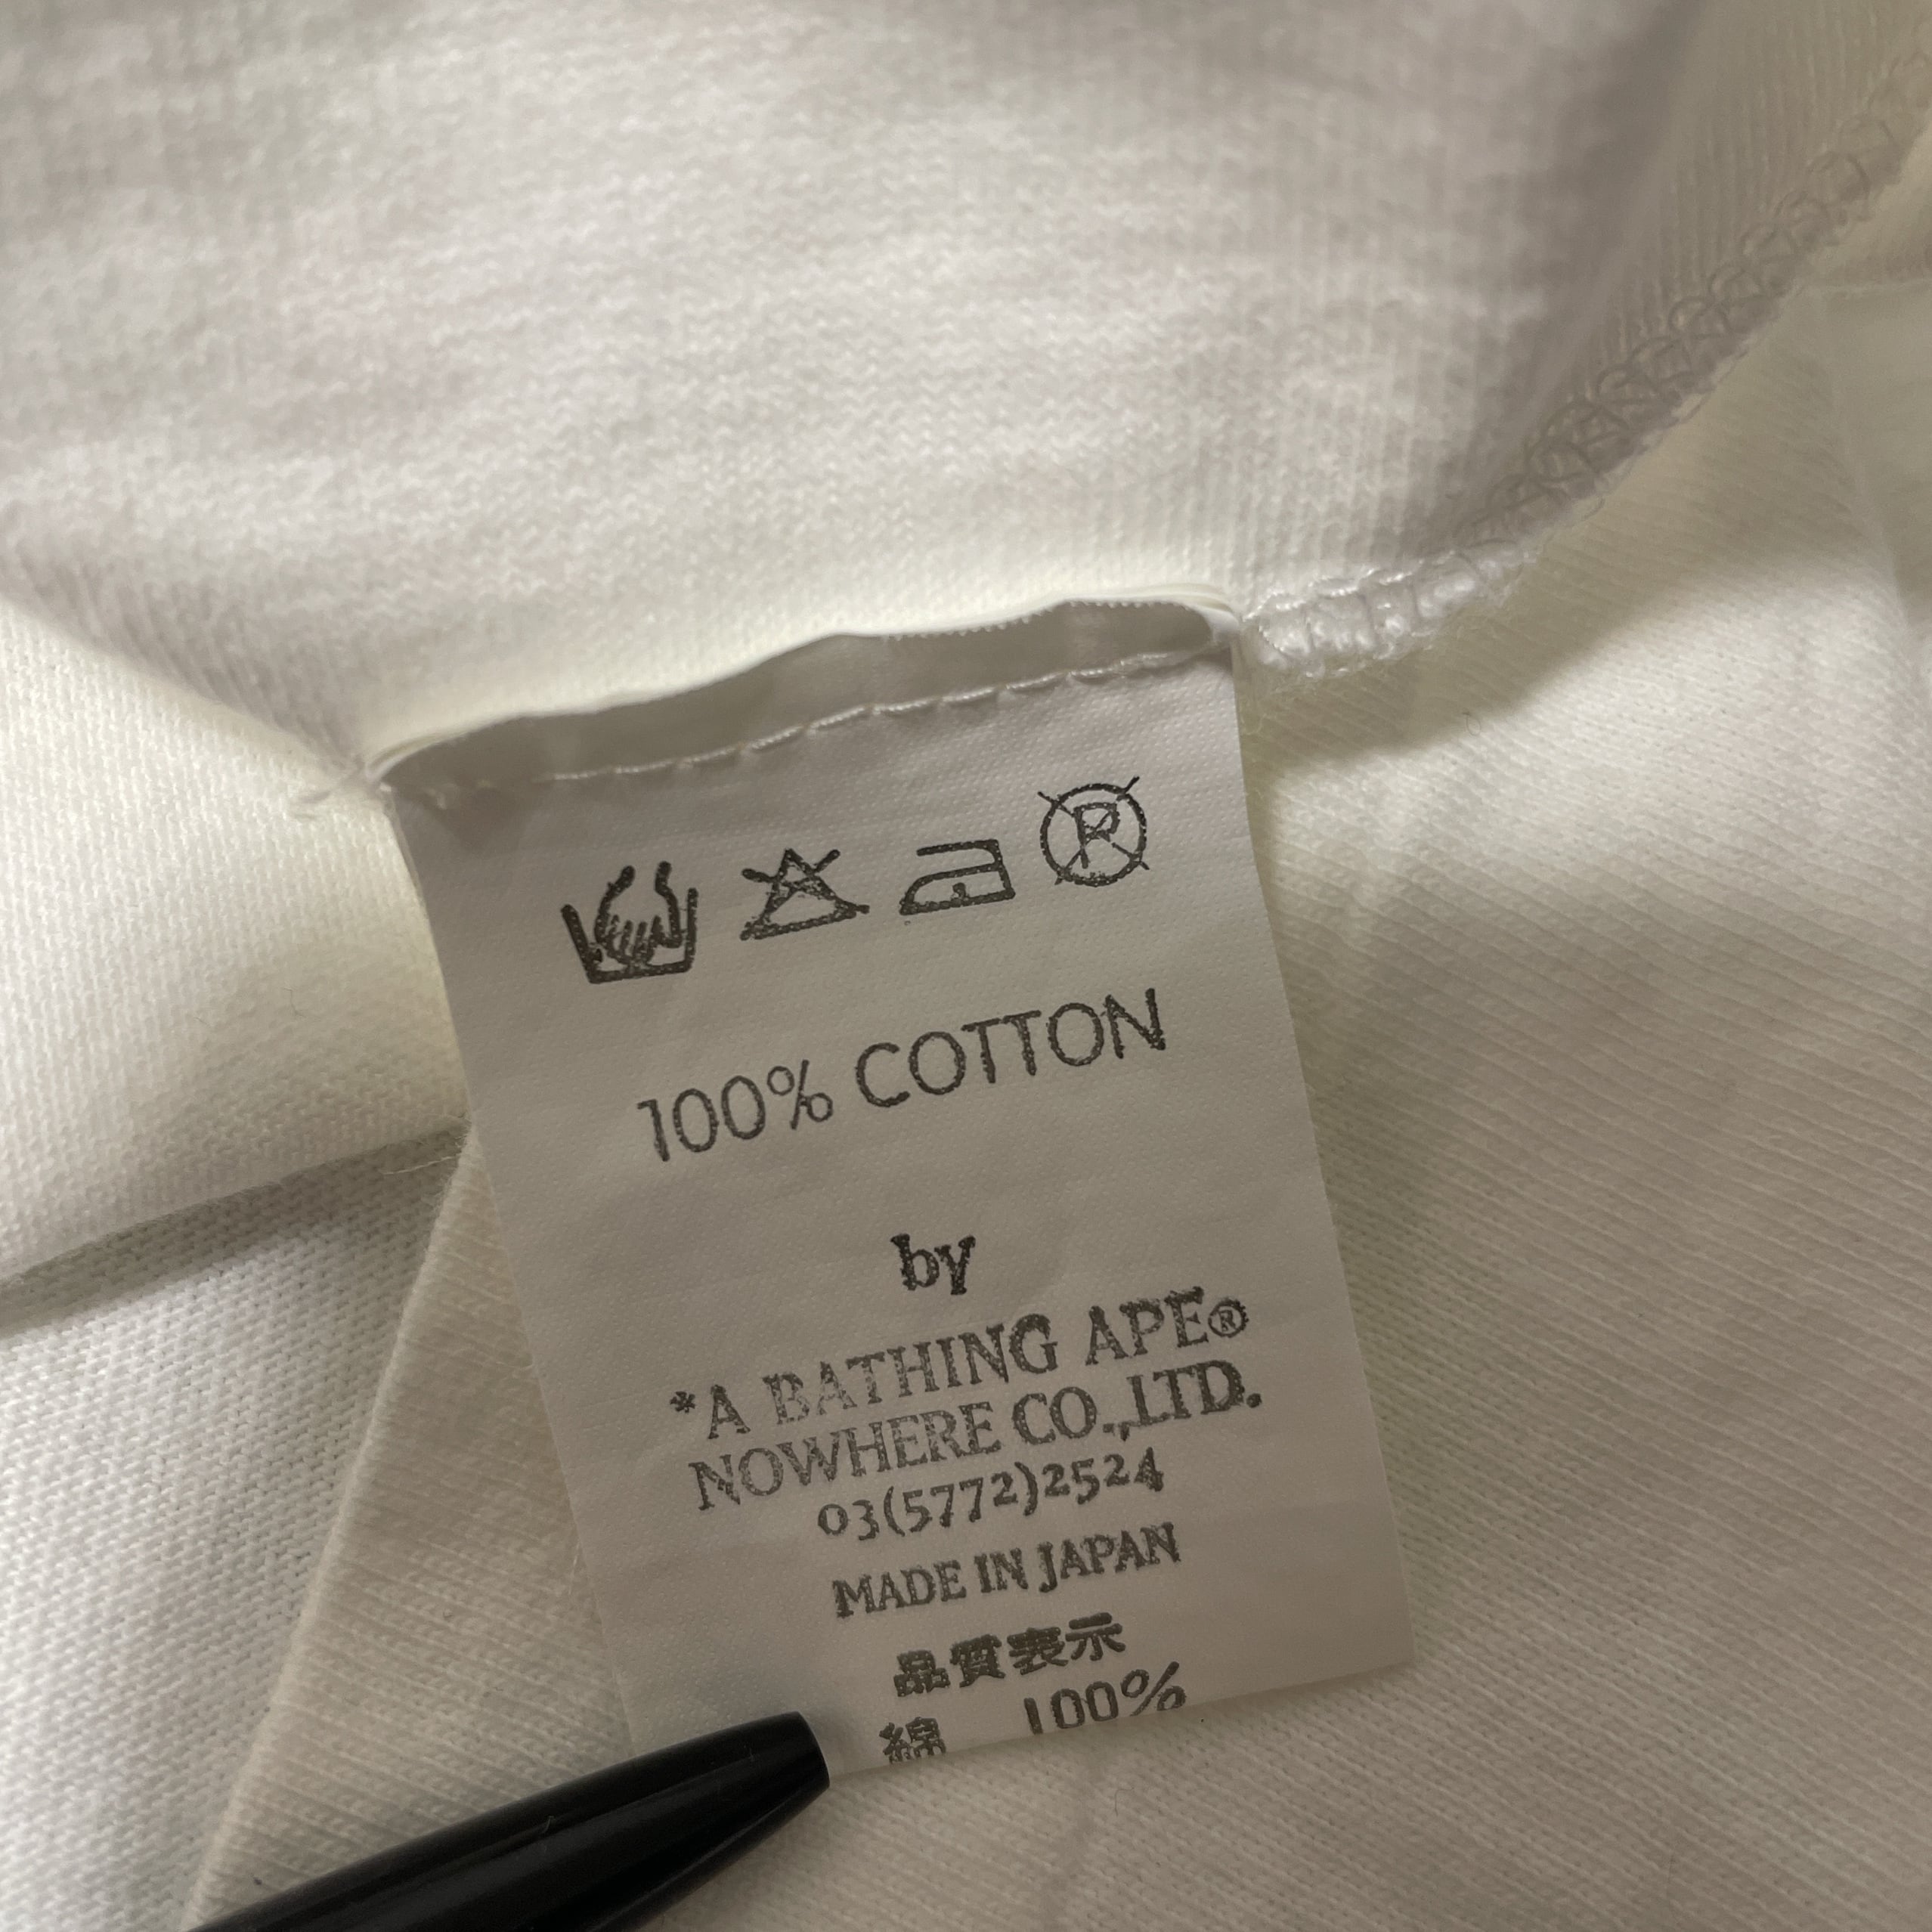 P
100% COTTON
by
*A BATHING APE®
NOWHERE CO.,LTD.
03(5772)2524
MADE IN JAPAN
品質表示
綿 100%